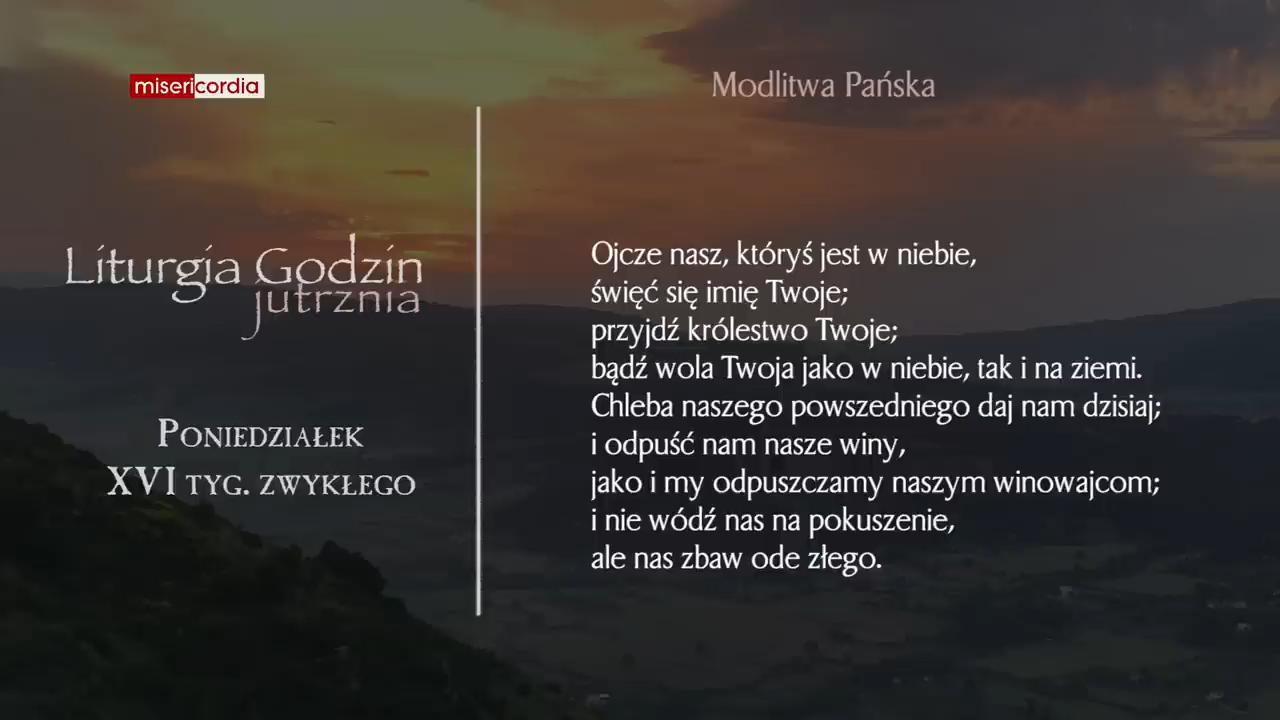 misericordia
Liturgia Godzin
jutrznia
Poniedziałek
XVI tyg. zwykłego
Modlitwa Pańska
Ojcze nasz, któryś jest w niebie,
święć się imię Twoje;
przyjdź królestwo Twoje;
bądź wola Twoja jako w niebie, tak i na ziemi.
Chleba naszego powszedniego daj nam dzisiaj;
i odpuść nam nasze winy,
jako i my odpuszczamy naszym winowajcom;
i nie wódź nas na pokuszenie,
ale nas zbaw ode złego.